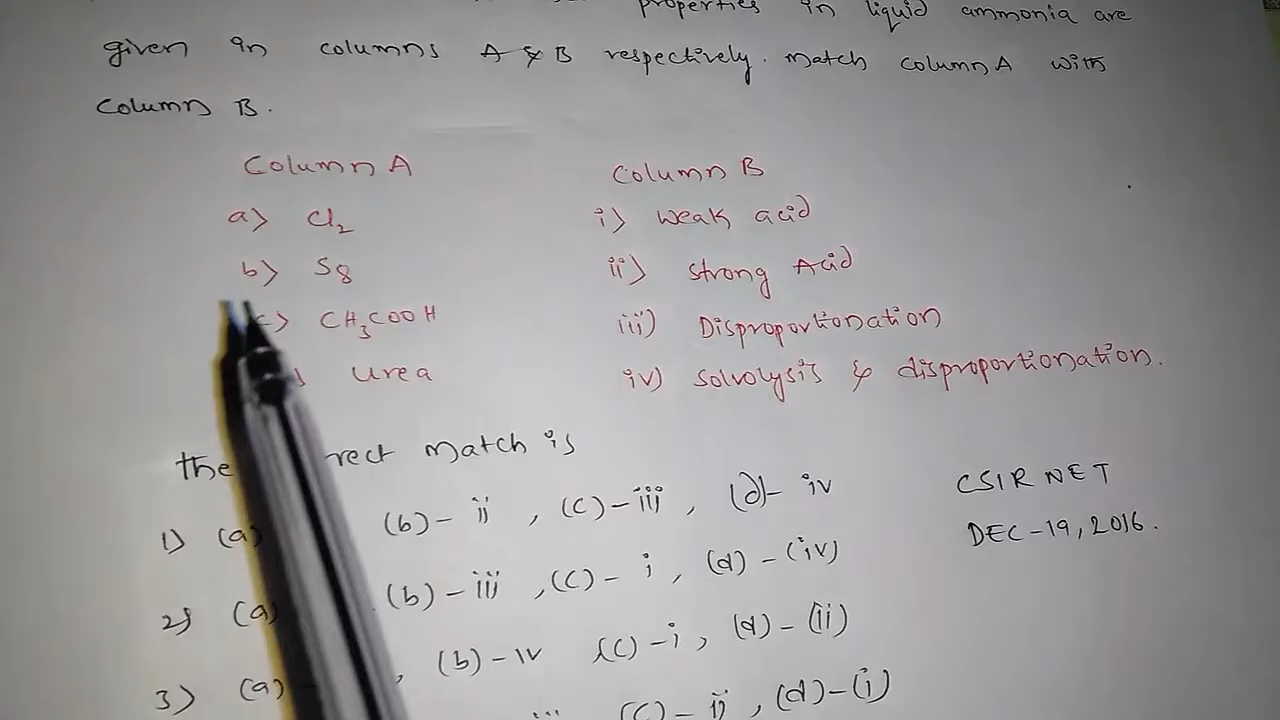 properties in liquid ammonia are
given in columns A & B respectively. Match column A with
Column B.
Column A Column B
a) Cl2 i) weak acid
b) S8 ii) Strong Acid
c) CH3COOH iii) Disproportionation
Urea iv) Solvolysis & disproportionation.
the rect Match is
1) (a) (b)- ii , (c)-iii , (d)- iv CSIR NET
DEC-19, 2016.
2) (a) (b)-iii , (c)- i , (d)-(iv)
3) (a)- , (b)-iv (c)-i , (d)-(ii)
iii (c)- ii , (d)-(i)